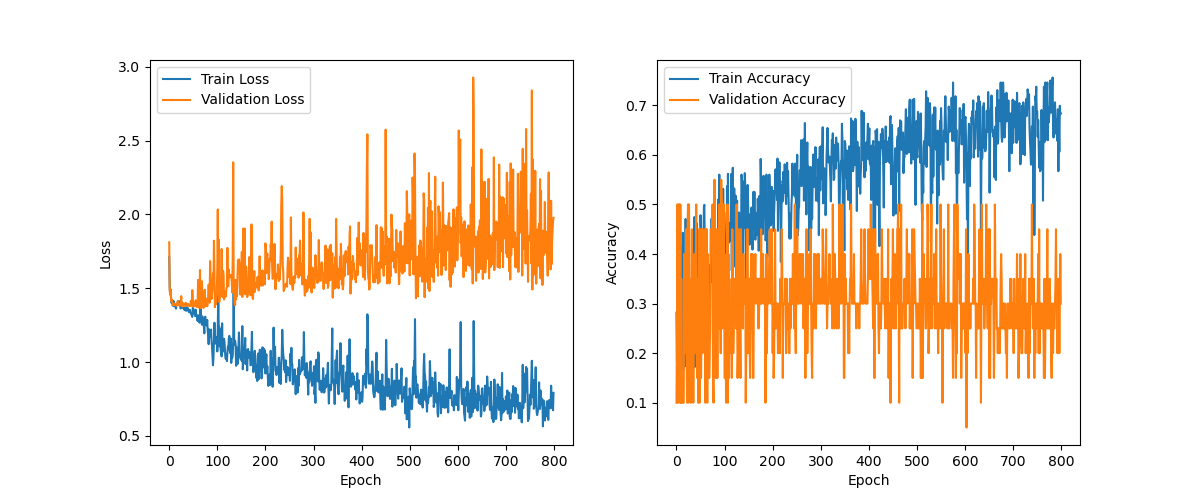 Train Loss
Validation Loss
3.0
2.5
2.0
1.5
1.0
0.5
Loss
0 100 200 300 400 500 600 700 800
Epoch
Train Accuracy
Validation Accuracy
0.7
0.6
0.5
0.4
0.3
0.2
0.1
Accuracy
0 100 200 300 400 500 600 700 800
Epoch